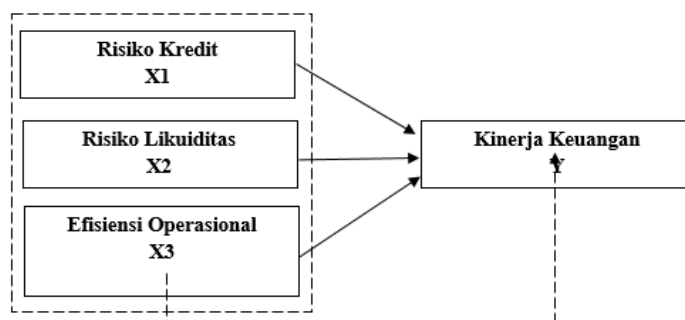 Risiko Kredit
X1
Risiko Likuiditas
X2
Efisiensi Operasional
X3
Kinerja Keuangan
Y